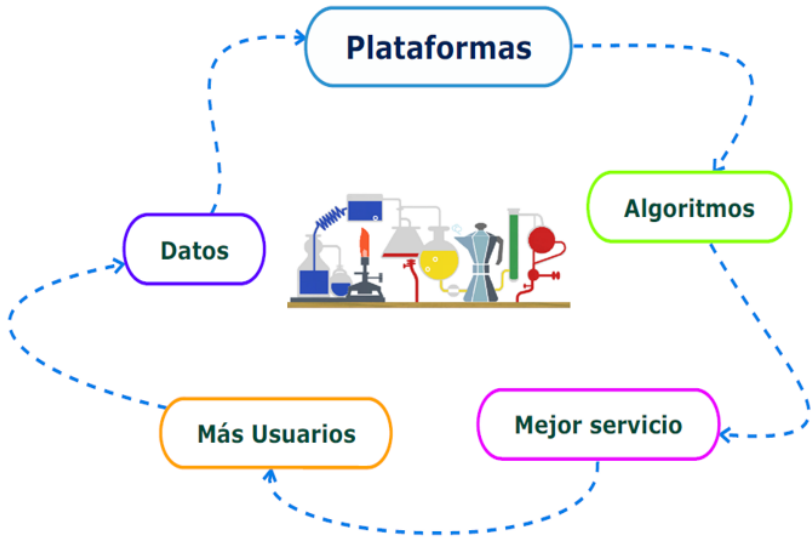 Plataformas
Algoritmos
Datos
Mejor servicio
Más Usuarios